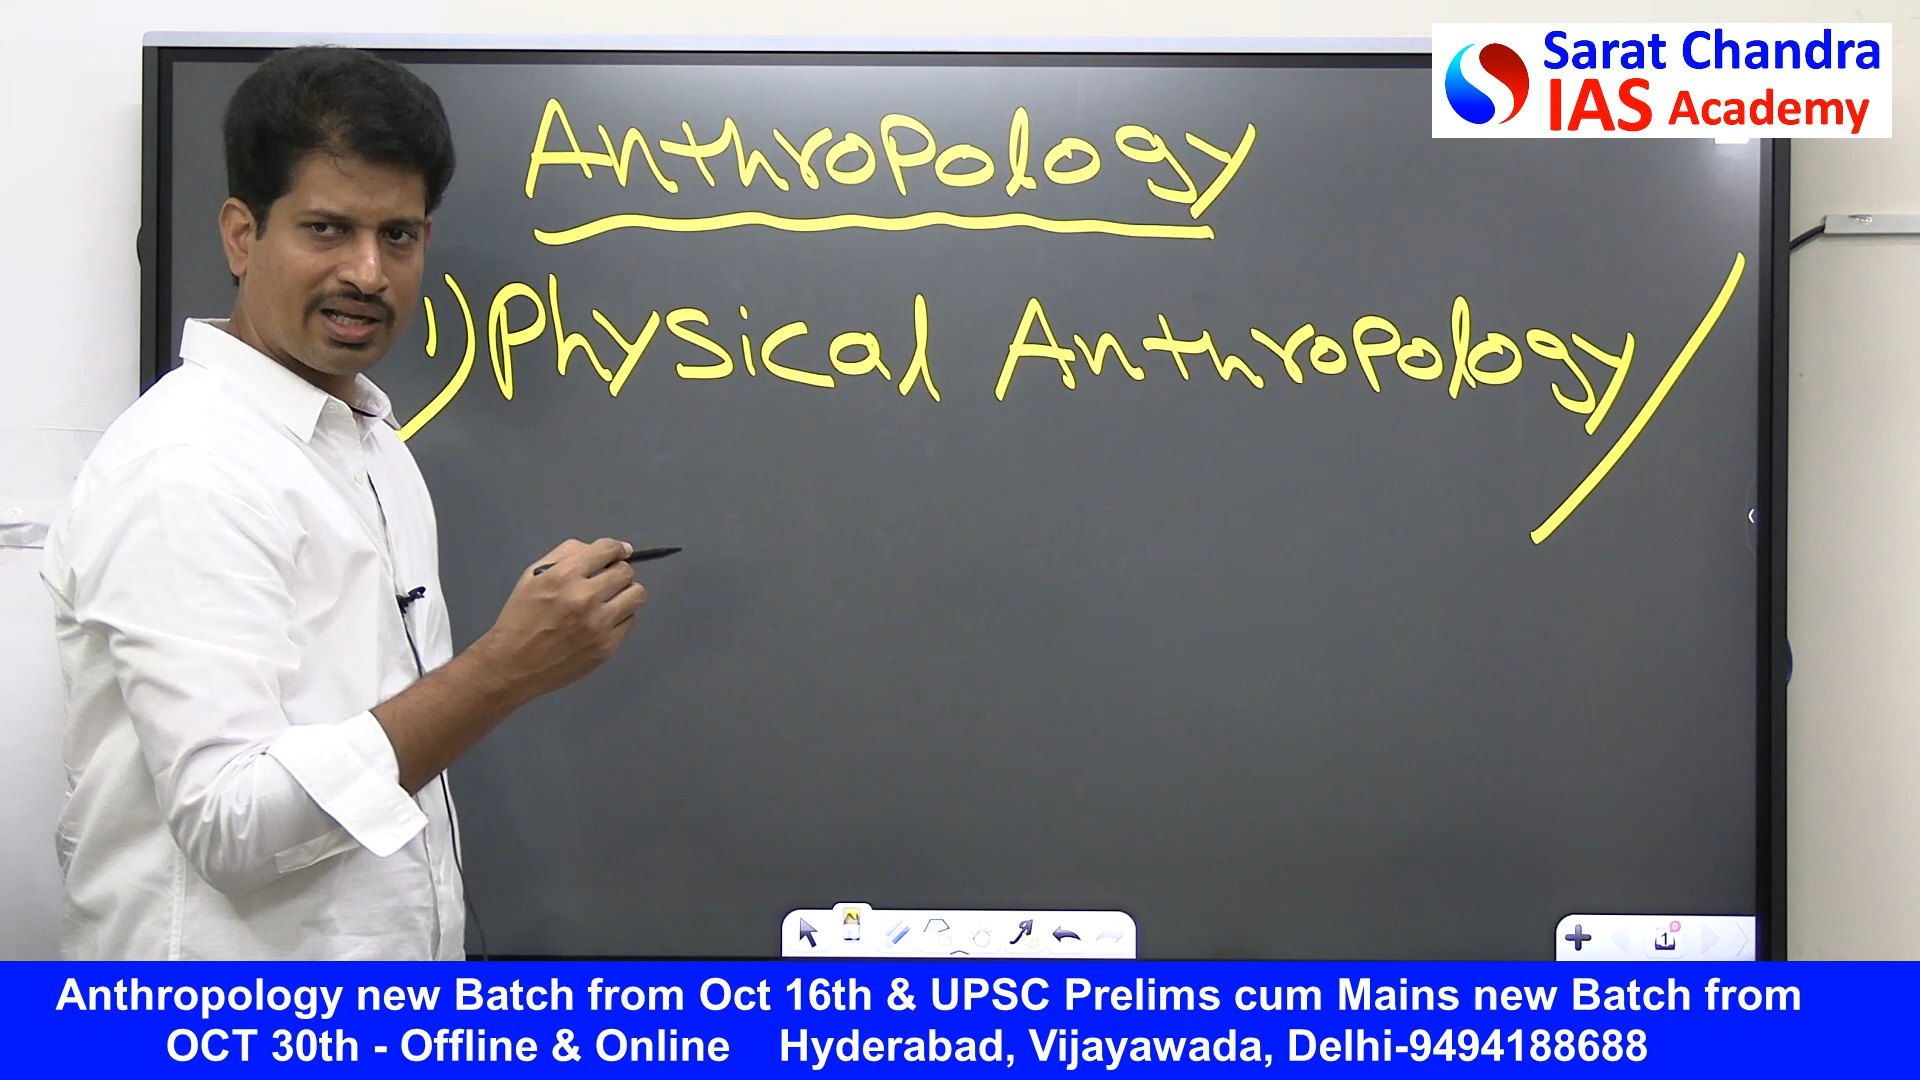 Sarat Chandra
IAS Academy
Anthropology
1) Physical Anthropology/
1
Anthropology new Batch from Oct 16th & UPSC Prelims cum Mains new Batch from
OCT 30th - Offline & Online Hyderabad, Vijayawada, Delhi-9494188688